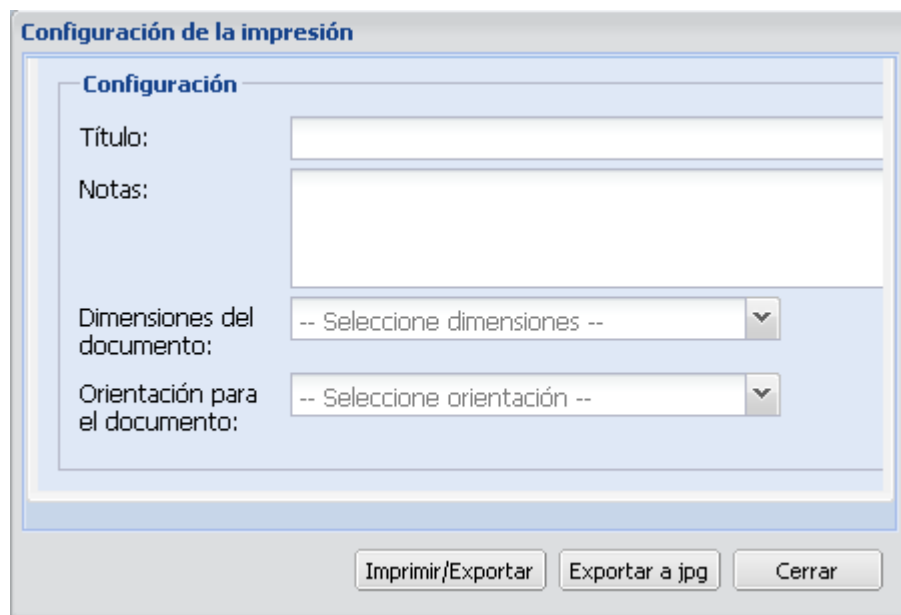 Configuración de la impresión
Configuración
Título:
Notas:
Dimensiones del
documento:
-- Seleccione dimensiones --
Orientación para
el documento:
-- Seleccione orientación --
Imprimir/Exportar
Exportar a jpg
Cerrar